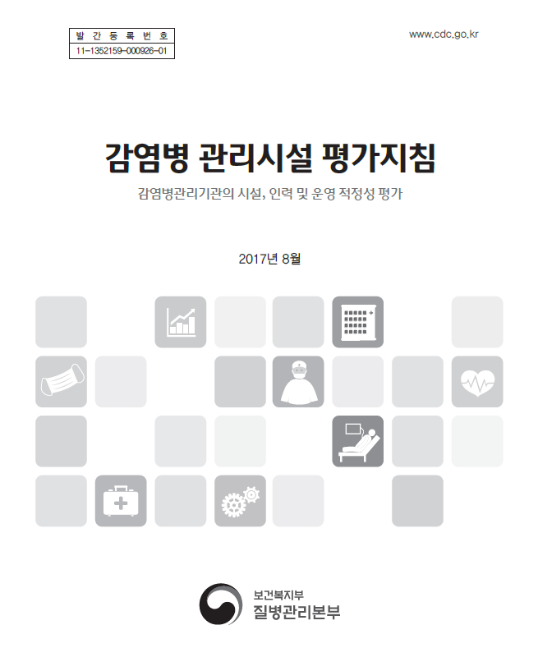 발 간 등 록 번 호
11-1352159-000926-01
www.cdc.go.kr
감염병 관리시설 평가지침
감염병관리기관의 시설, 인력 및 운영 적정성 평가
2017년 8월
보건복지부
질병관리본부